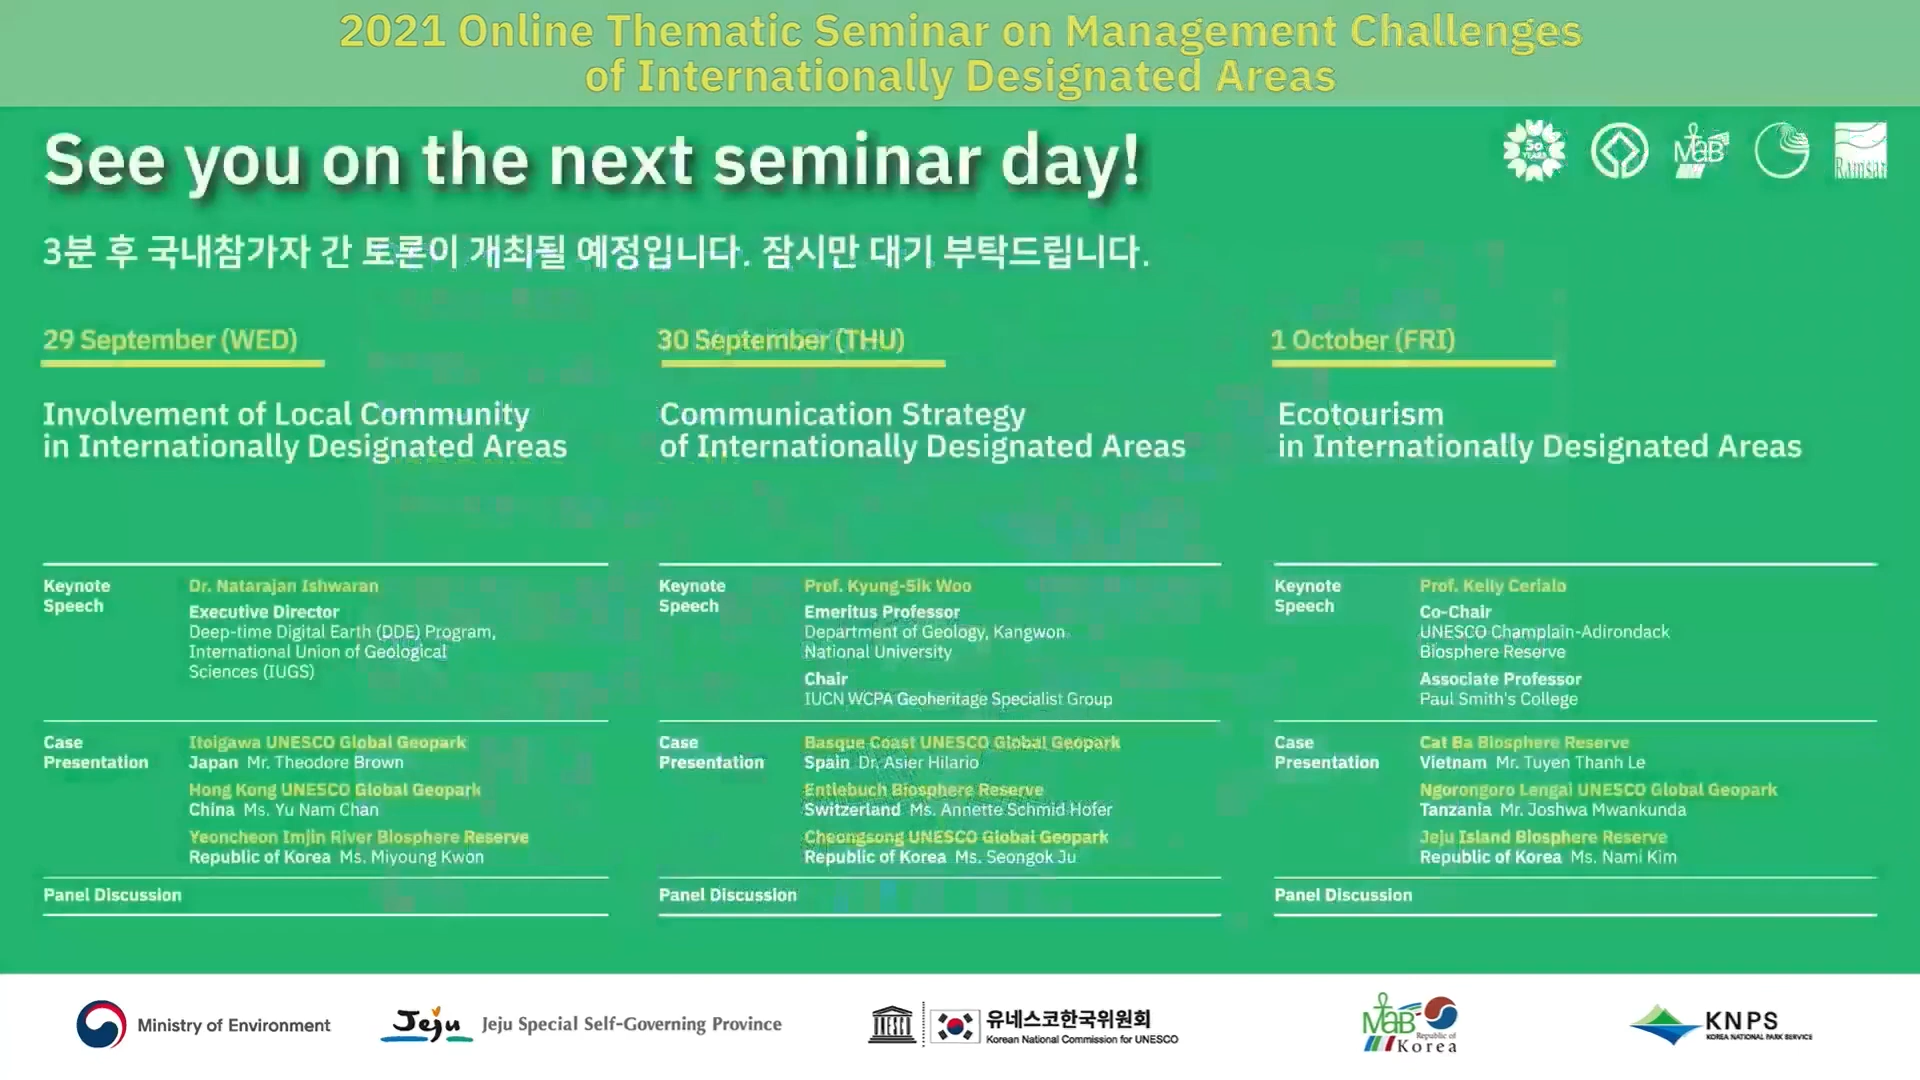 2021 Online Thematic Seminar on Management Challenges
of Internationally Designated Areas
See you on the next seminar day!
50
YEARS
MaB
Ramsar
3분 후 국내참가자 간 토론이 개최될 예정입니다. 잠시만 대기 부탁드립니다.
29 September (WED)
Involvement of Local Community
in Internationally Designated Areas
Keynote
Speech
Dr. Natarajan Ishwaran
Executive Director
Deep-time Digital Earth (DDE) Program,
International Union of Geological
Sciences (IUGS)
Case
Presentation
Itoigawa UNESCO Global Geopark
Japan Mr. Theodore Brown
Hong Kong UNESCO Global Geopark
China Ms. Yu Nam Chan
Yeoncheon Imjin River Biosphere Reserve
Republic of Korea Ms. Miyoung Kwon
Panel Discussion
30 September (THU)
Communication Strategy
of Internationally Designated Areas
Keynote
Speech
Prof. Kyung-Sik Woo
Emeritus Professor
Department of Geology, Kangwon
National University
Chair
IUCN WCPA Geoheritage Specialist Group
Case
Presentation
Basque Coast UNESCO Global Geopark
Spain Dr. Asier Hilario
Entlebuch Biosphere Reserve
Switzerland Ms. Annette Schmid Hofer
Cheongsong UNESCO Global Geopark
Republic of Korea Ms. Seongok Ju
Panel Discussion
1 October (FRI)
Ecotourism
in Internationally Designated Areas
Keynote
Speech
Prof. Kelly Cerialo
Co-Chair
UNESCO Champlain-Adirondack
Biosphere Reserve
Associate Professor
Paul Smith's College
Case
Presentation
Cat Ba Biosphere Reserve
Vietnam Mr. Tuyen Thanh Le
Ngorongoro Lengai UNESCO Global Geopark
Tanzania Mr. Joshwa Mwankunda
Jeju Island Biosphere Reserve
Republic of Korea Ms. Nami Kim
Panel Discussion
Ministry of Environment
Jeju
Jeju Special Self-Governing Province
유네스코한국위원회
Korean National Commission for UNESCO
MaB
Republic of
Korea
KNPS
KOREA NATIONAL PARK SERVICE